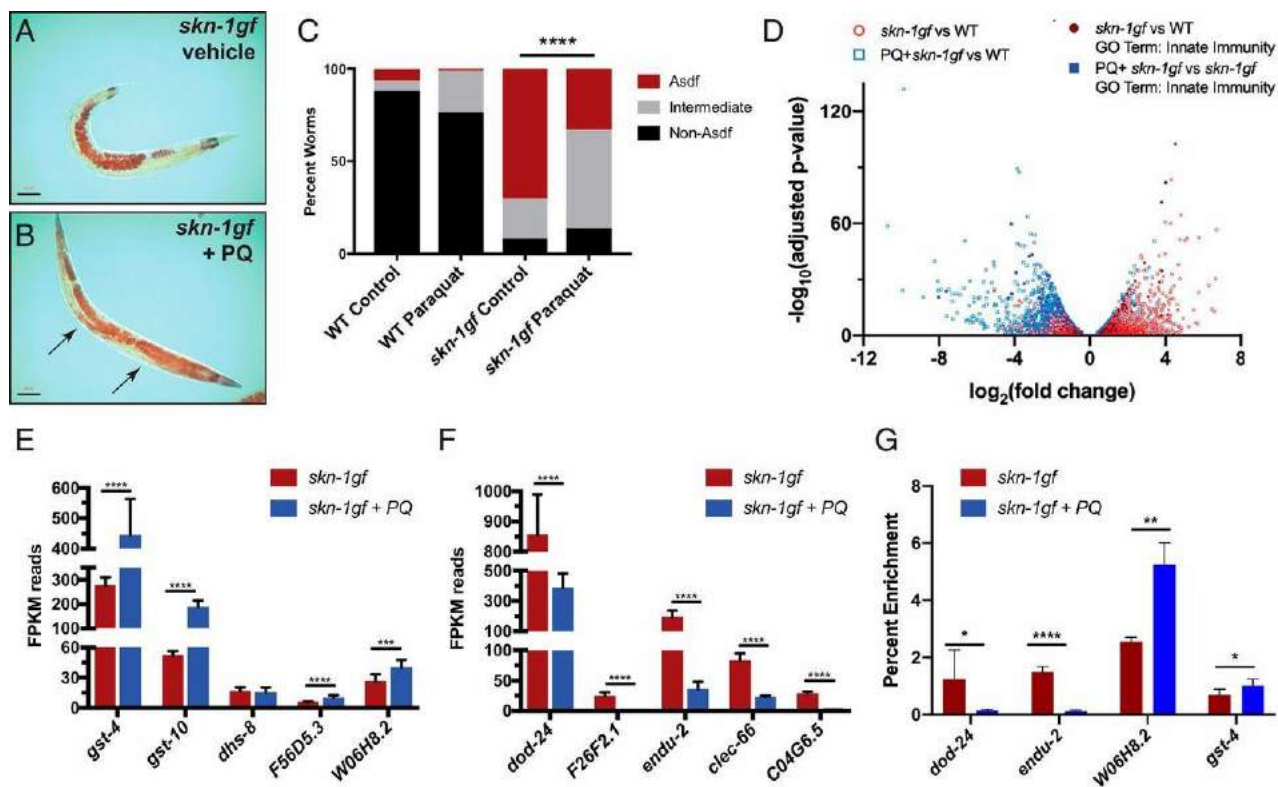 A
skn-1gf
vehicle
B
skn-1gf
+ PQ
C
****
100
50
0
Percent Worms
Asdf
Intermediate
Non-Asdf
WT Control
WT Paraquat
skn-1gf Control
skn-1gf Paraquat
D
skn-1gf vs WT
PQ+skn-1gf vs WT
skn-1gf vs WT
GO Term: Innate Immunity
PQ+ skn-1gf vs skn-1gf
GO Term: Innate Immunity
120
60
0
-log10(adjusted p-value)
-12 -8 -4 0 4 8
log2(fold change)
E
skn-1gf
skn-1gf + PQ
600
500
400
300
200
100
60
30
0
FPKM reads
****
****
****
***
gst-4
gst-10
dhs-8
F56D5.3
W06H8.2
F
skn-1gf
skn-1gf + PQ
1000
900
800
500
300
100
100
50
0
FPKM reads
****
****
****
****
****
dod-24
F26F2.1
endu-2
clec-66
C04G6.5
G
skn-1gf
skn-1gf + PQ
8
6
4
2
0
Percent Enrichment
*
****
**
*
dod-24
endu-2
W06H8.2
gst-4